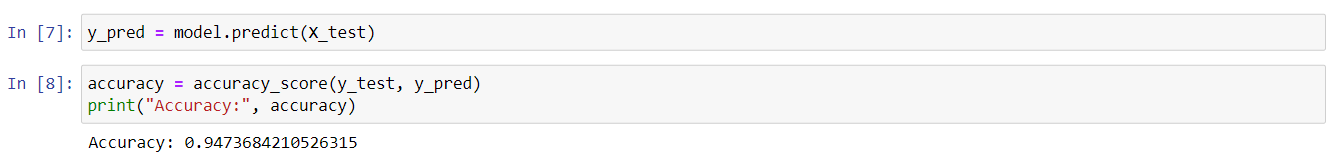 In [7]: y_pred = model.predict(X_test)
In [8]: accuracy = accuracy_score(y_test, y_pred)
print("Accuracy:", accuracy)
Accuracy: 0.9473684210526315